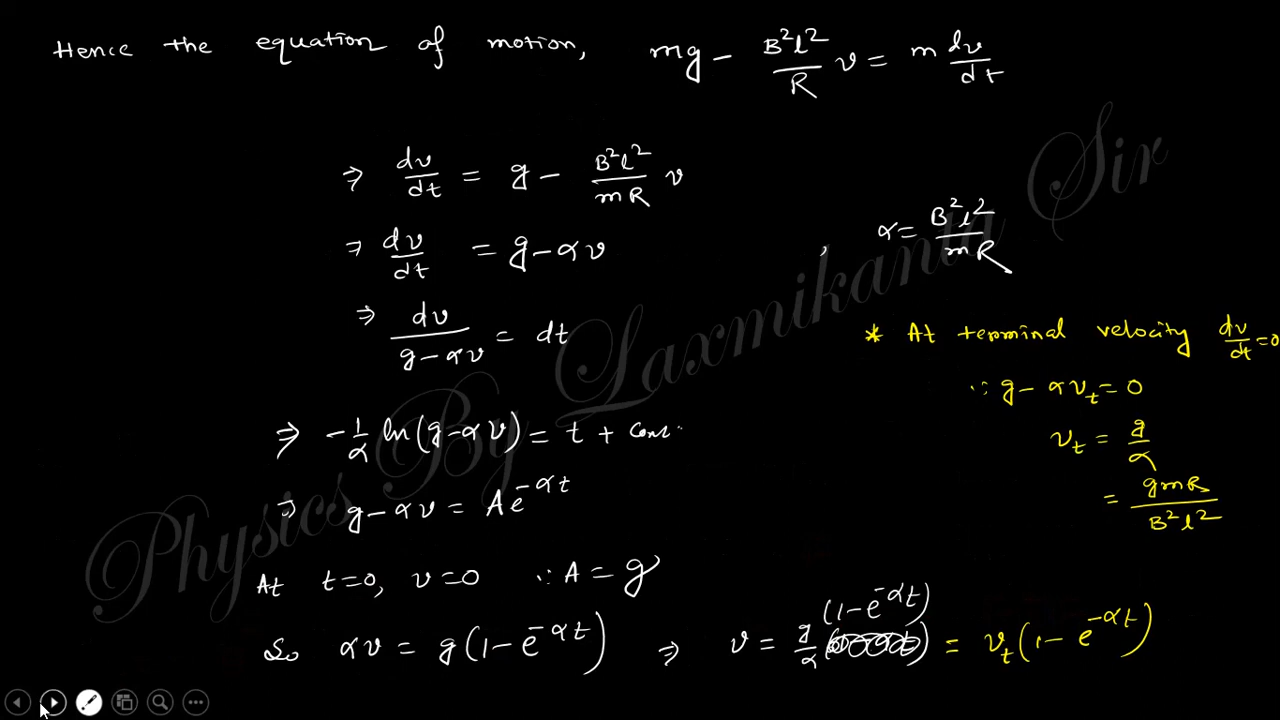 Hence the equation of motion, mg - B²l²/R v = m dv/dt
⇒ dv/dt = g - B²l²/mR v
⇒ dv/dt = g - αv , α = B²l²/mR
⇒ dv/(g-αv) = dt
* At terminal velocity dv/dt=0
∵ g - αv_t = 0
v_t = g/α
= gmR/B²l²
⇒ -1/α ln(g-αv) = t + cons.
⇒ g-αv = Ae^-αt
At t=0, v=0 ∵ A = g
So αv = g(1-e^-αt) ⇒ v = g/α (1-e^-αt) = v_t(1-e^-αt)
Physics By Laxmikanta Sir